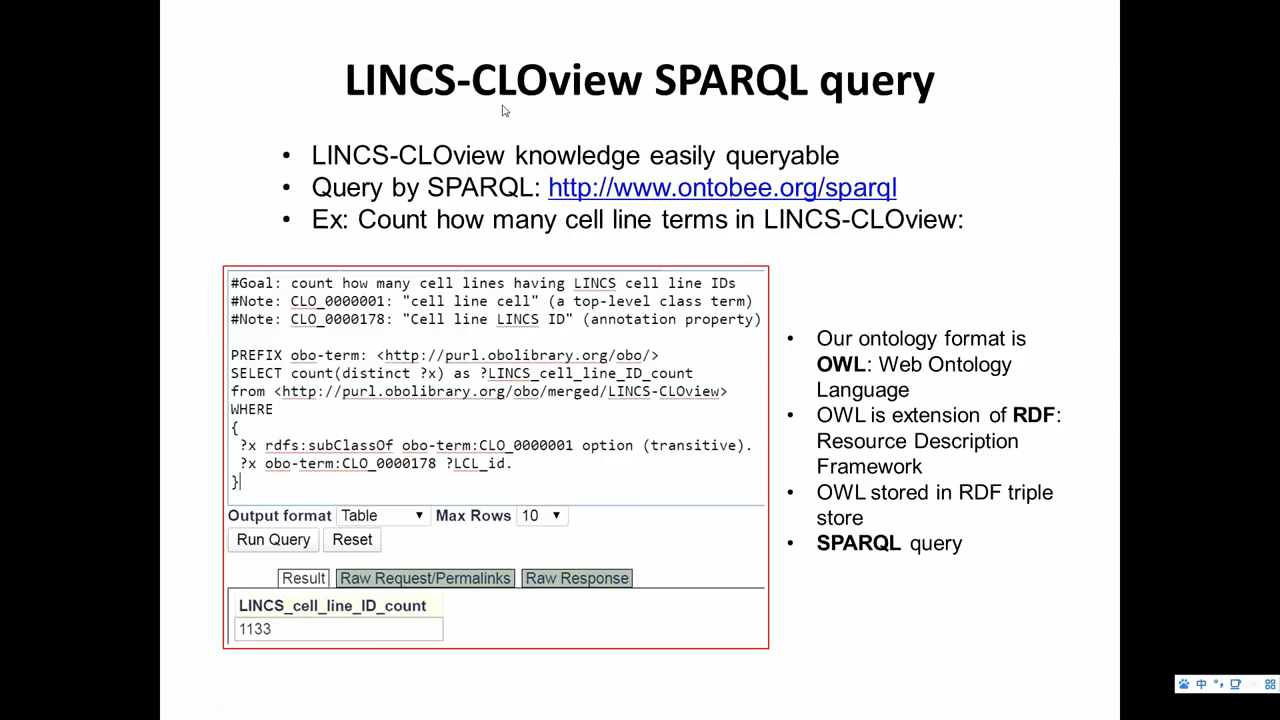 LINCS-CLOview SPARQL query
• LINCS-CLOview knowledge easily queryable
• Query by SPARQL: http://www.ontobee.org/sparql
• Ex: Count how many cell line terms in LINCS-CLOview:
#Goal: count how many cell lines having LINCS cell line IDs
#Note: CLO_0000001: "cell line cell" (a top-level class term)
#Note: CLO_0000178: "Cell line LINCS ID" (annotation property)
PREFIX obo-term: <http://purl.obolibrary.org/obo/>
SELECT count(distinct ?x) as ?LINCS_cell_line_ID_count
from <http://purl.obolibrary.org/obo/merged/LINCS-CLOview>
WHERE
{
?x rdfs:subClassOf obo-term:CLO_0000001 option (transitive).
?x obo-term:CLO_0000178 ?LCL_id.
}
Output format Table Max Rows 10
Run Query Reset
Result Raw Request/Permalinks Raw Response
LINCS_cell_line_ID_count
1133
• Our ontology format is
OWL: Web Ontology
Language
• OWL is extension of RDF:
Resource Description
Framework
• OWL stored in RDF triple
store
• SPARQL query
中